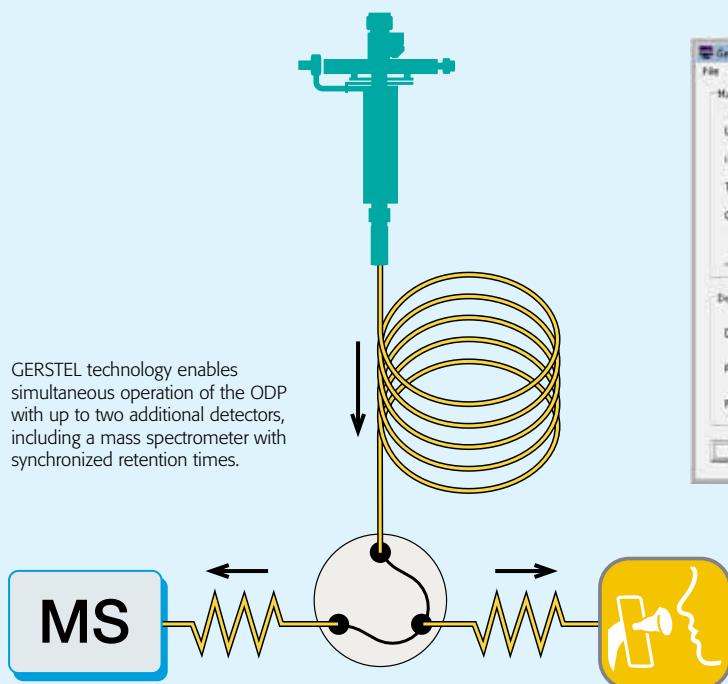 GERSTEL technology enables
simultaneous operation of the ODP
with up to two additional detectors,
including a mass spectrometer with
synchronized retention times.
File
MS